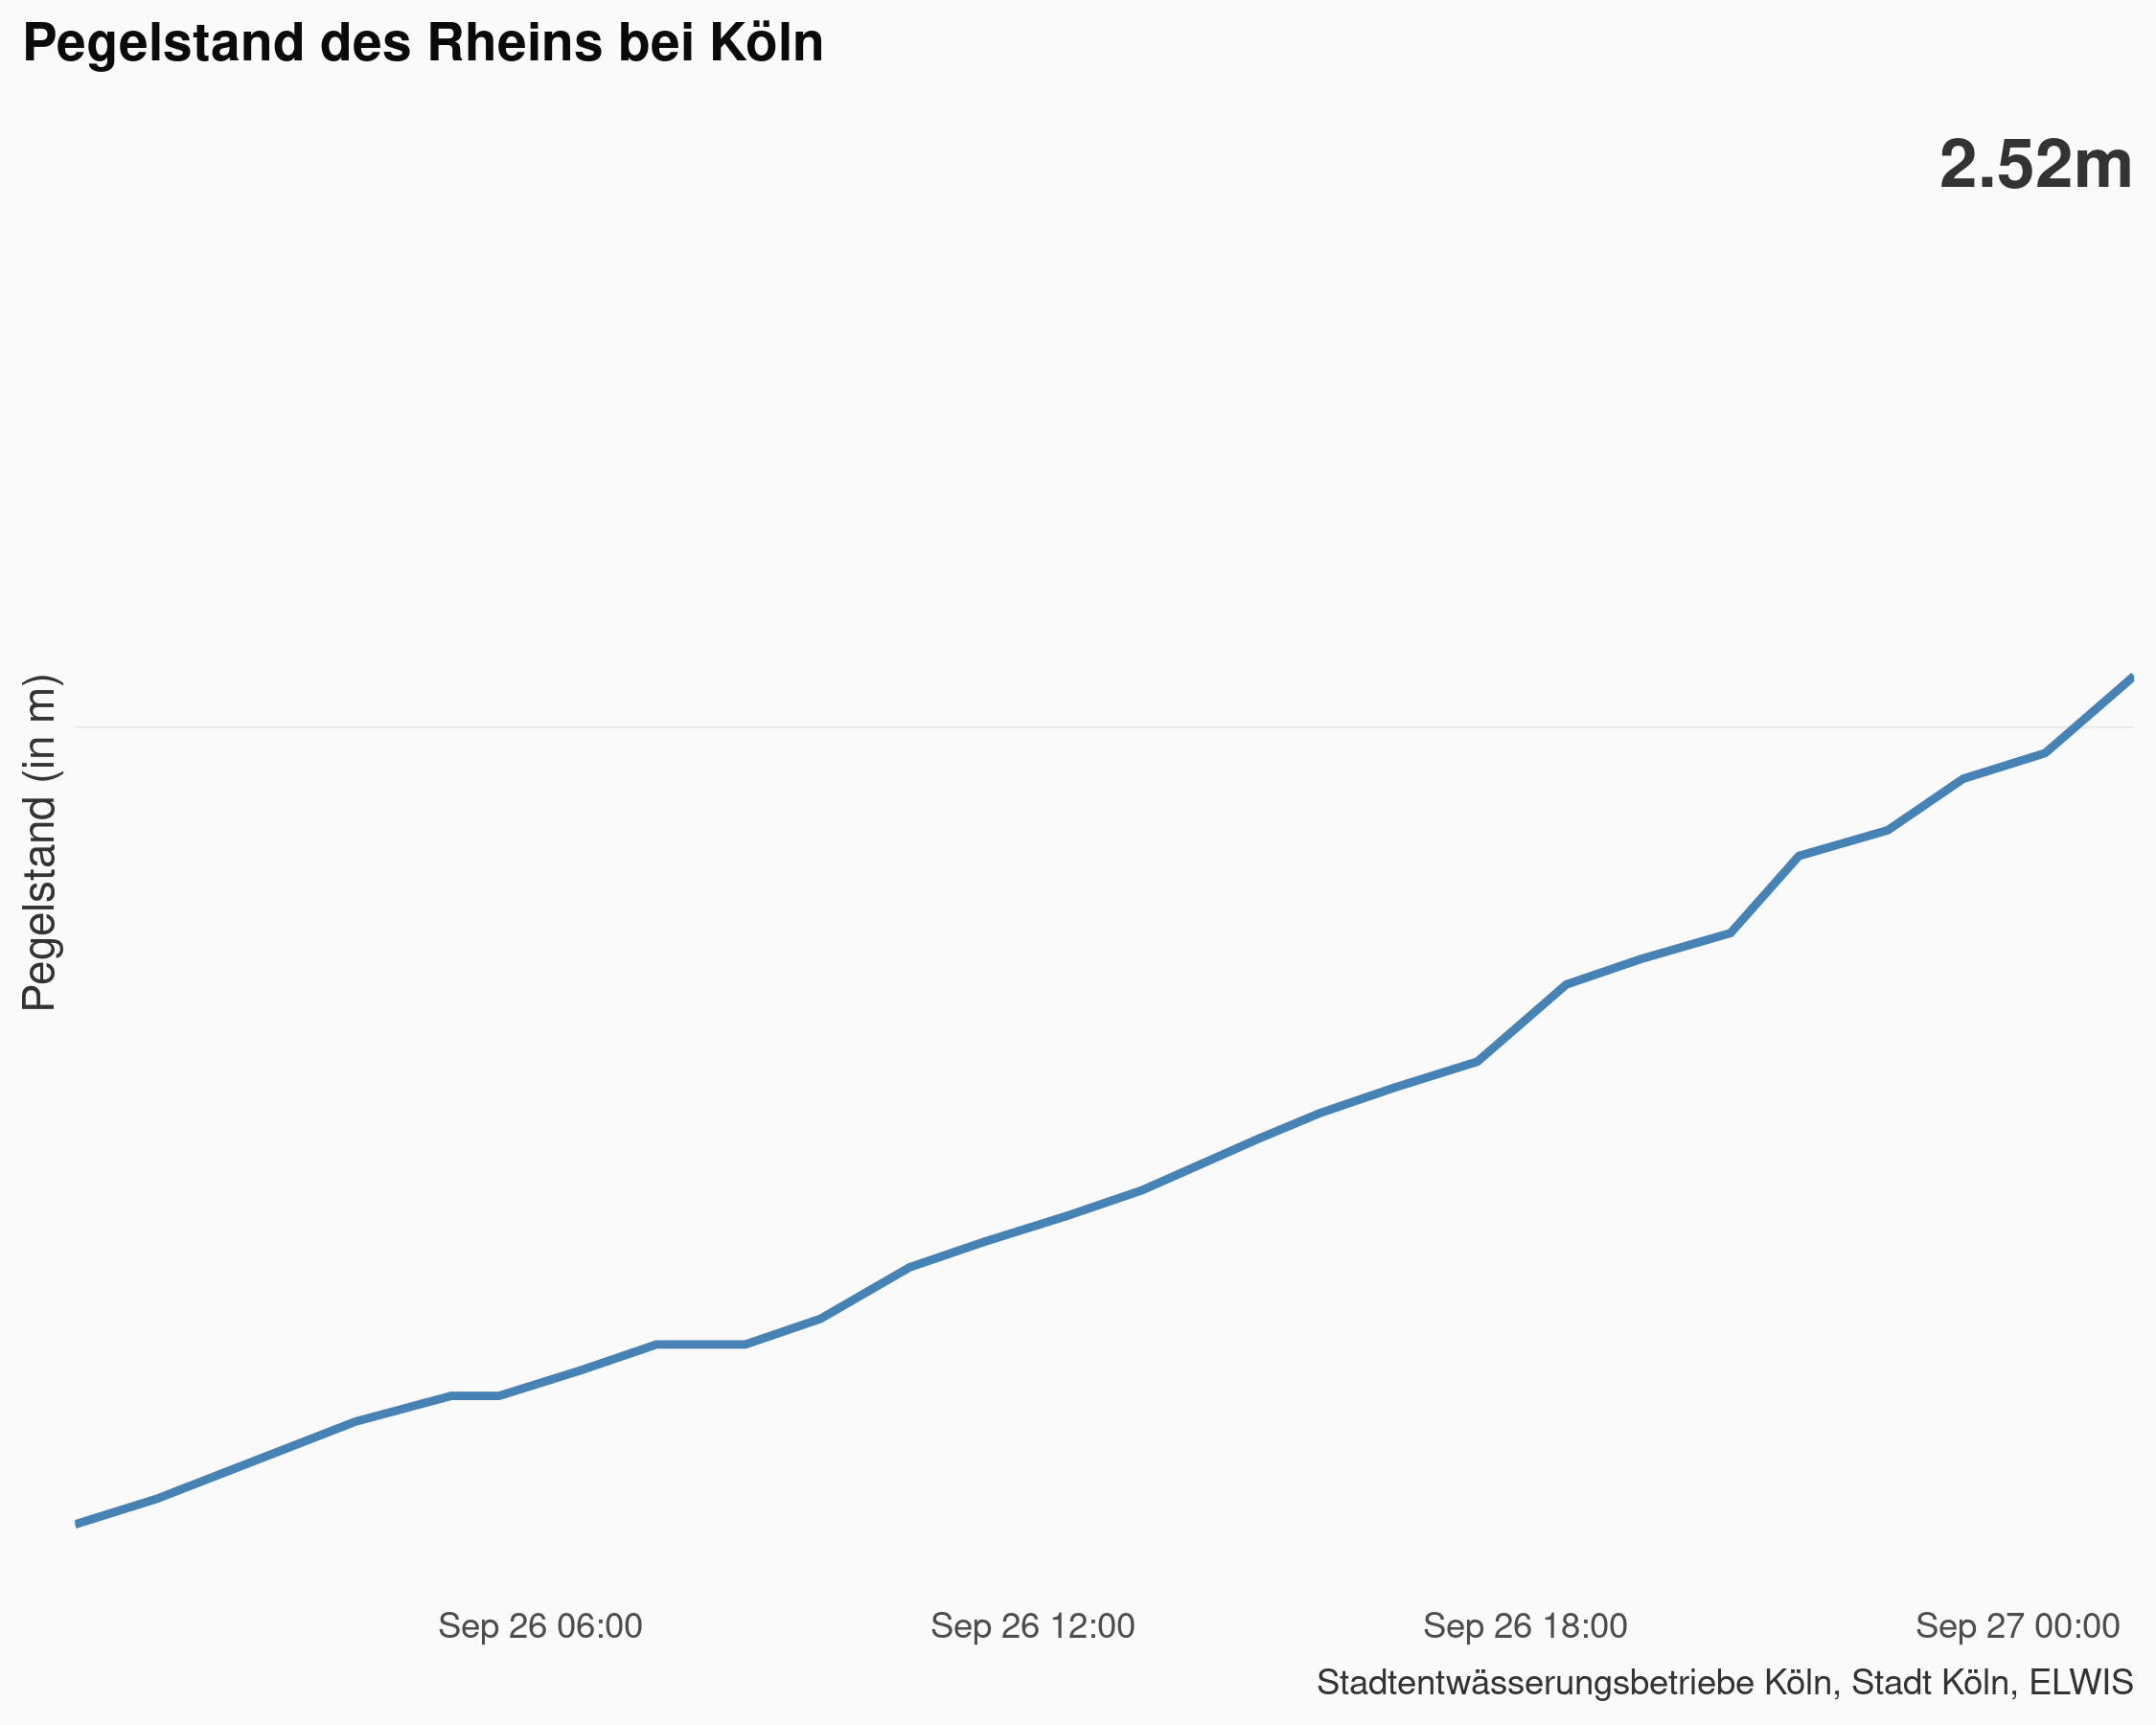 Pegelstand des Rheins bei Köln
2.52m
Pegelstand (in m)
Sep 26 06:00
Sep 26 12:00
Sep 26 18:00
Sep 27 00:00
Stadtentwässerungsbetriebe Köln, Stadt Köln, ELWIS